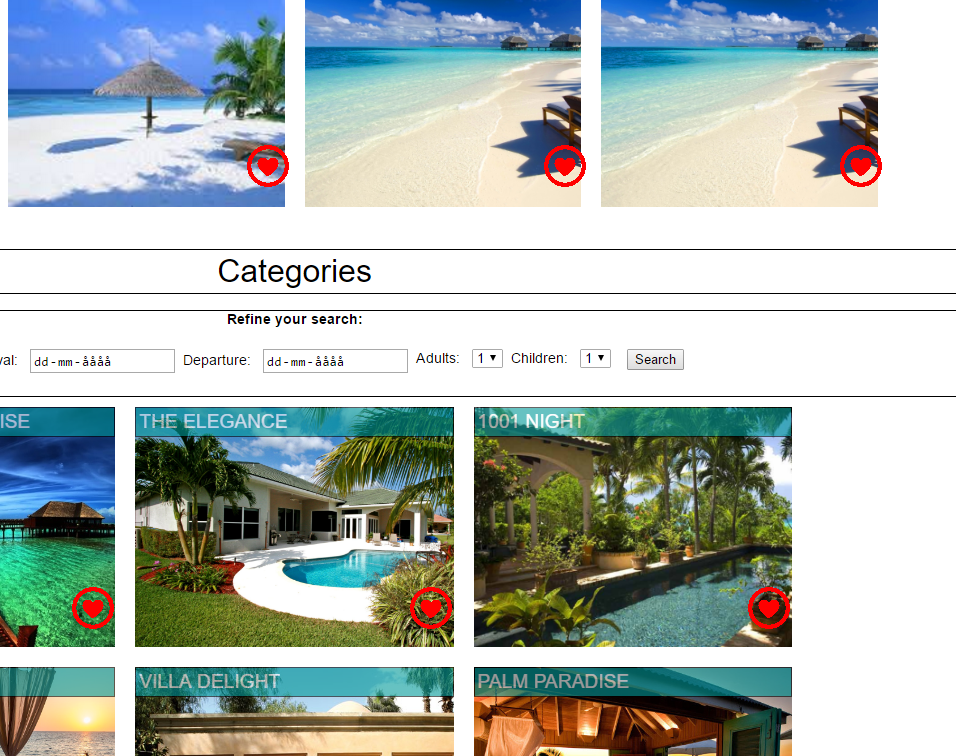 Categories
Refine your search:
val: dd-mm-åååå Departure: dd-mm-åååå Adults: 1 Children: 1 Search
ISE THE ELEGANCE 1001 NIGHT
VILLA DELIGHT PALM PARADISE